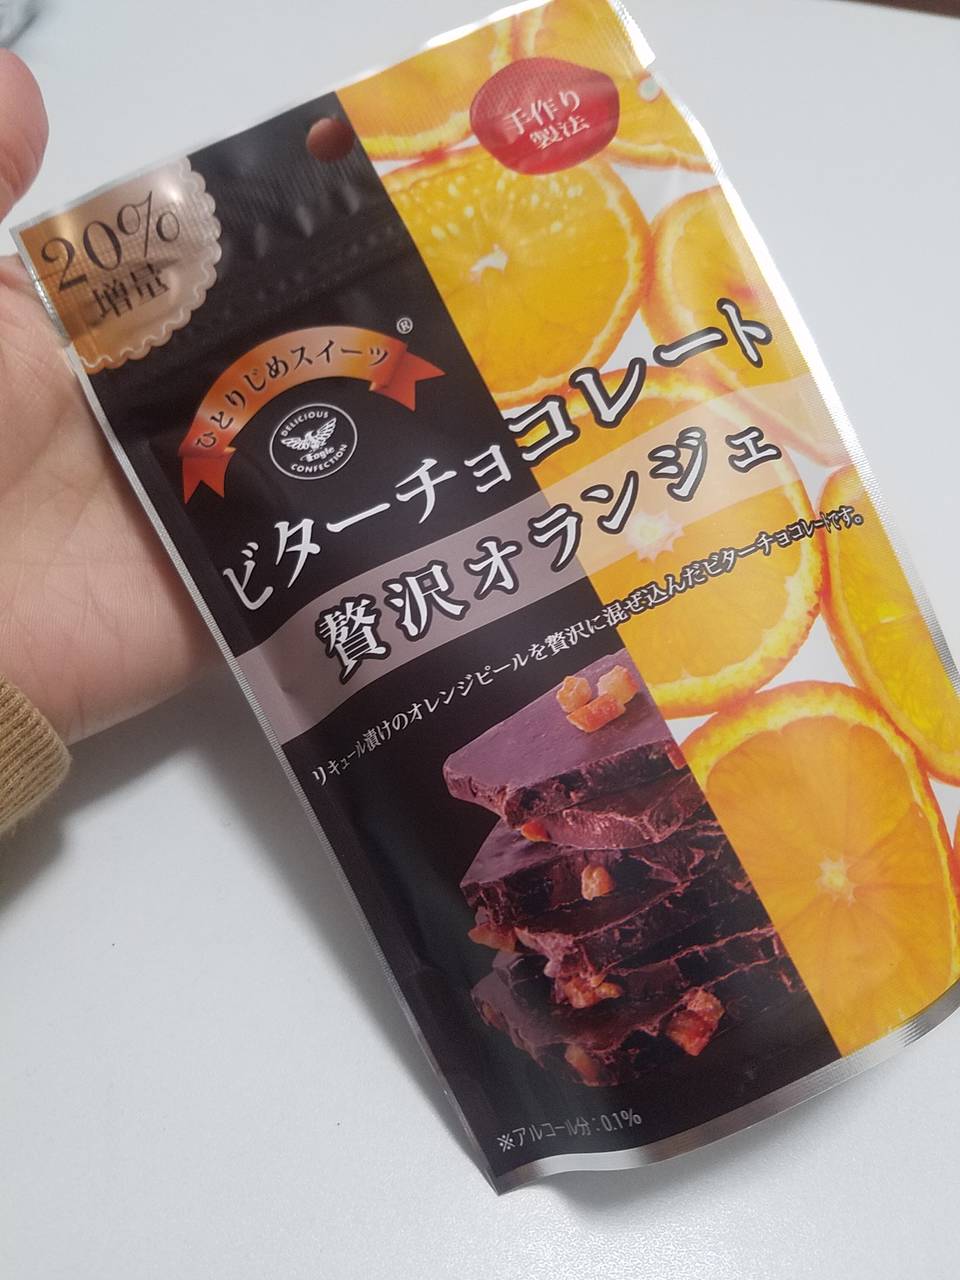 手作り
製法
20%
増量
ひとりじめスイーツ®
DELICIOUS
Eagle
CONFECTION
ビターチョコレート
贅沢オランジェ
リキュール漬けのオレンジピールを贅沢に混ぜ込んだビターチョコレートです。
※アルコール分:0.1%